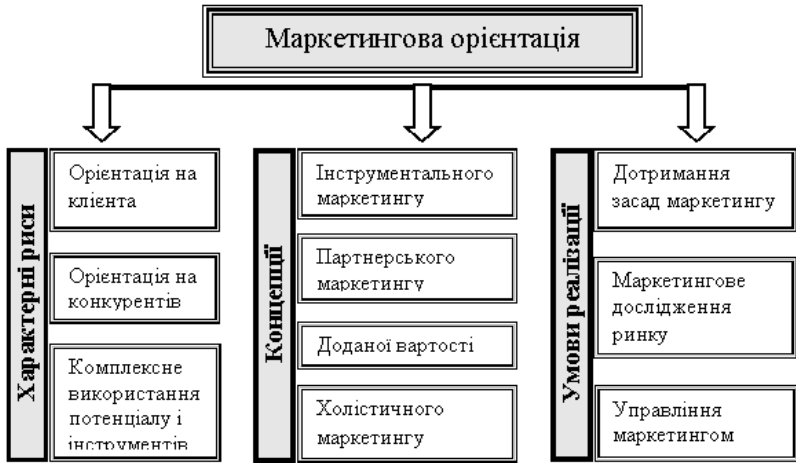 Маркетингова орієнтація
Характерні риси
Орієнтація на
клієнта
Орієнтація на
конкурентів
Комплексне
використання
потенціалу і
інструментів
Концепції
Інструментального
маркетингу
Партнерського
маркетингу
Доданої вартості
Холістичного
маркетингу
Умови реалізації
Дотримання
засад маркетингу
Маркетингове
дослідження
ринку
Управління
маркетингом